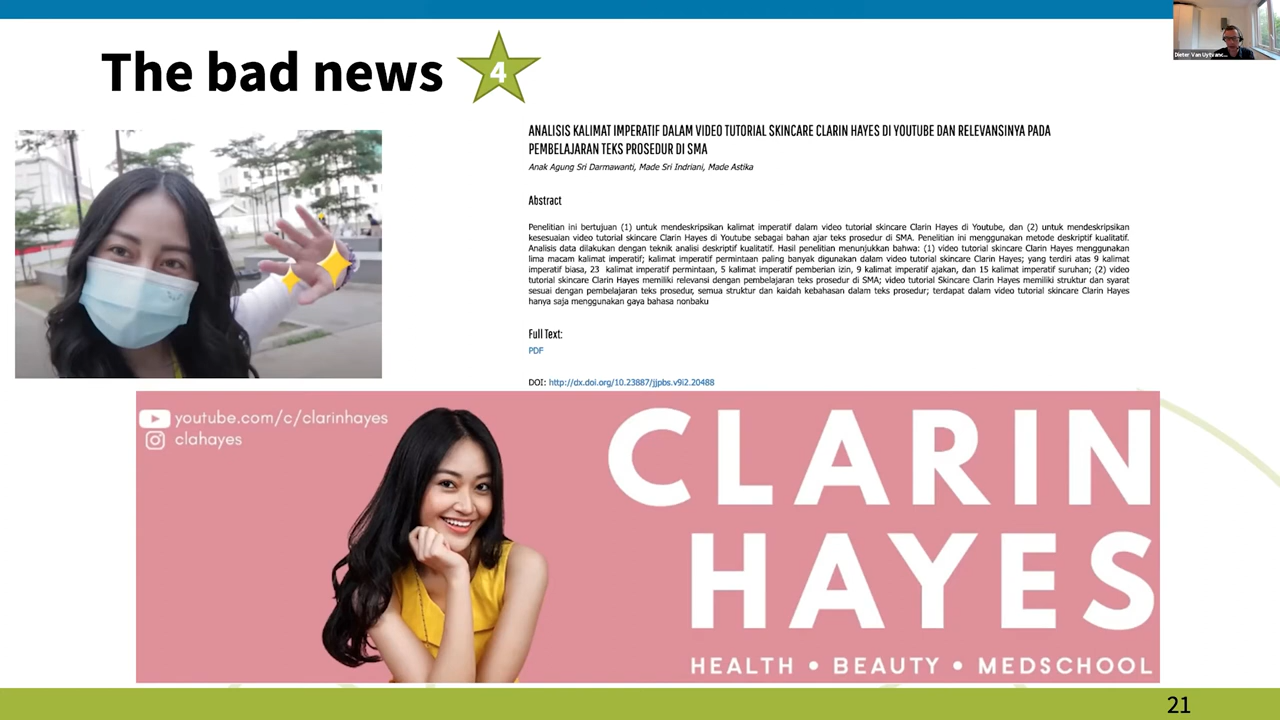 The bad news
4
Dieter Van Uytvanc...
ANALISIS KALIMAT IMPERATIF DALAM VIDEO TUTORIAL SKINCARE CLARIN HAYES DI YOUTUBE DAN RELEVANSINYA PADA
PEMBELAJARAN TEKS PROSEDUR DI SMA
Anak Agung Sri Darmawanti, Made Sri Indriani, Made Astika
Abstract
Penelitian ini bertujuan (1) untuk mendeskripsikan kalimat imperatif dalam video tutorial skincare Clarin Hayes di Youtube, dan (2) untuk mendeskripsikan
kesesuaian video tutorial skincare Clarin Hayes di Youtube sebagai bahan ajar teks prosedur di SMA. Penelitian ini menggunakan metode deskriptif kualitatif.
Analisis data dilakukan dengan teknik analisi deskriptif kualitatif. Hasil penelitian menunjukkan bahwa: (1) video tutorial skincare Clarin Hayes menggunakan
lima macam kalimat imperatif; kalimat imperatif permintaan paling banyak digunakan dalam video tutorial skincare Clarin Hayes; yang terdiri atas 9 kalimat
imperatif biasa, 23 kalimat imperatif permintaan, 5 kalimat imperatif pemberian izin, 9 kalimat imperatif ajakan, dan 15 kalimat imperatif suruhan; (2) video
tutorial Skincare Clarin Hayes memiliki relevansi dengan pembelajaran teks prosedur di SMA; video tutorial Skincare Clarin Hayes memiliki struktur dan syarat
sesuai dengan pembelajaran teks prosedur, semua struktur dan kaidah kebahasan dalam teks prosedur; terdapat dalam video tutorial skincare Clarin Hayes
hanya saja menggunakan gaya bahasa nonbaku
Full Text:
PDF
DOI: http://dx.doi.org/10.23887/jjpbs.v9i2.20488
youtube.com/c/clarinhayes
clahayes
CLARIN
HAYES
HEALTH • BEAUTY • MEDSCHOOL
21